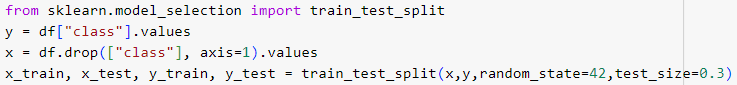 from sklearn.model_selection import train_test_split
y = df["class"].values
x = df.drop(["class"], axis=1).values
x_train, x_test, y_train, y_test = train_test_split(x,y,random_state=42,test_size=0.3)